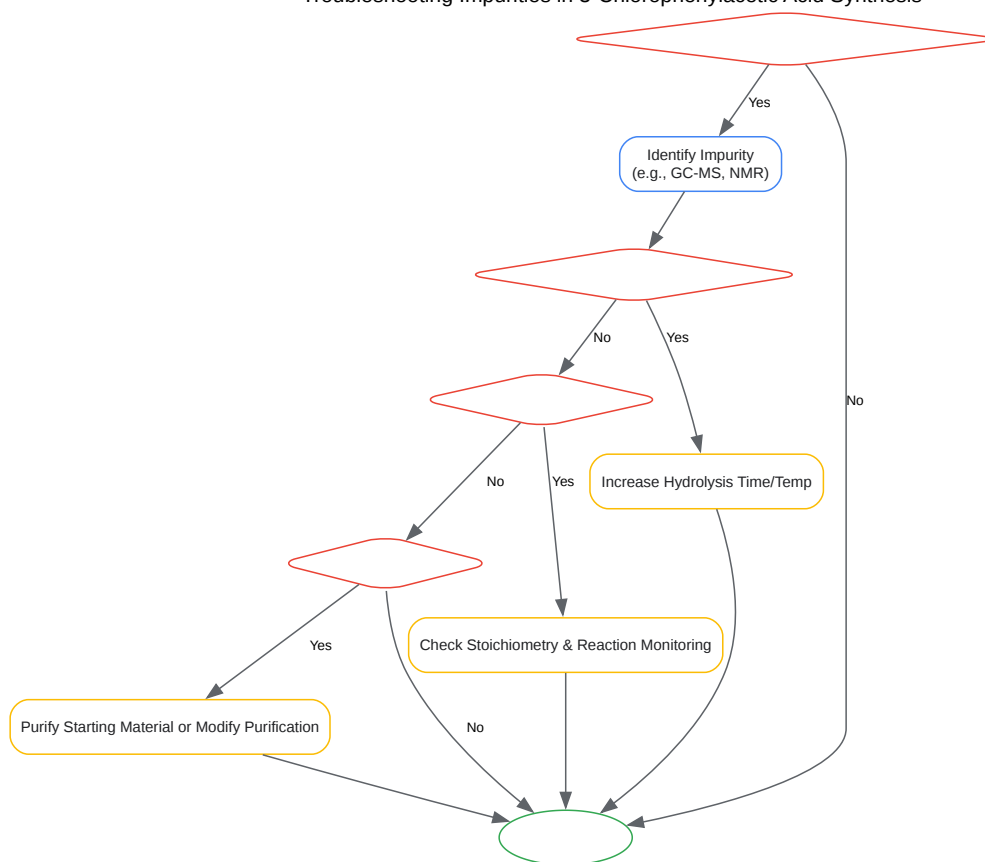 Troubleshooting Impurities in 3-Chlorophenylacetic Acid Synthesis
Yes
Identify Impurity
(e.g., GC-MS, NMR)
No
Yes
No
Increase Hydrolysis Time/Temp
No
Yes
Check Stoichiometry & Reaction Monitoring
Yes
Purify Starting Material or Modify Purification
No